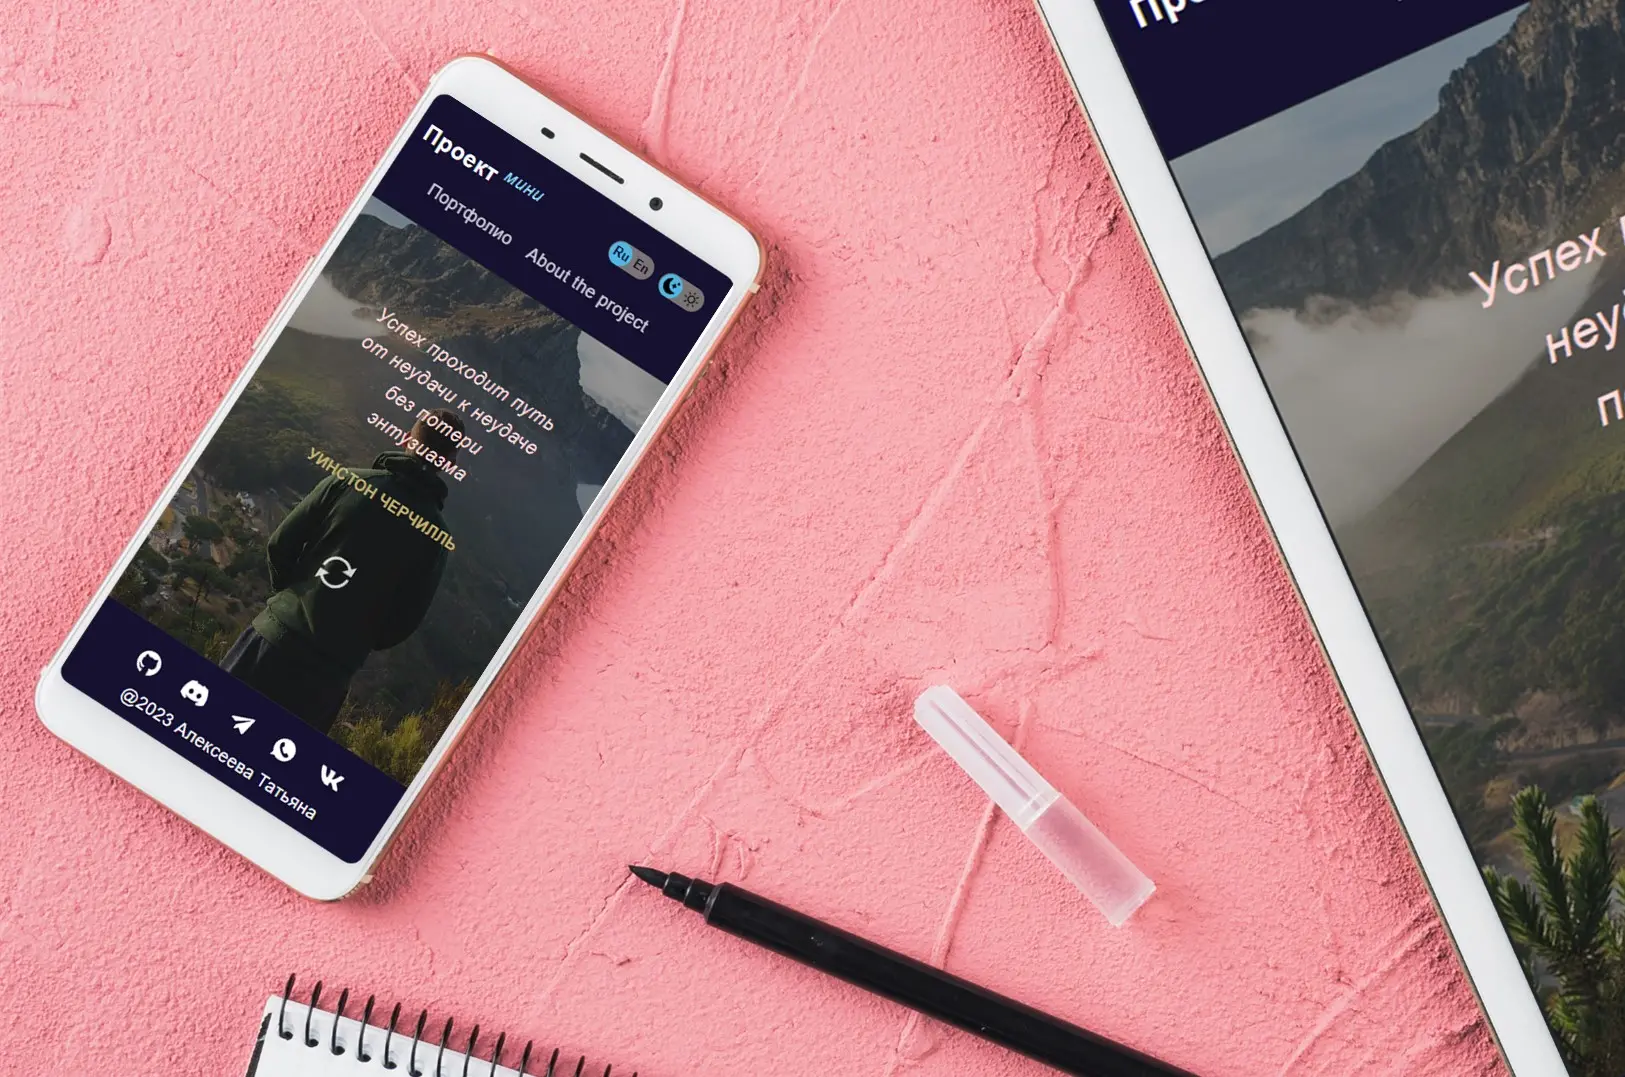 Проект мини
Ru En
Портфолио About the project
Успех проходит путь
от неудачи к неудаче
без потери
энтузиазма
УИНСТОН ЧЕРЧИЛЛЬ
@2023 Алексеева Татьяна
Успех